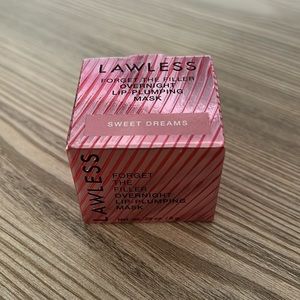 LAWLESS
FORGET THE FILLER
OVERNIGHT
LIP-PLUMPING
MASK
SWEET DREAMS
LAWLESS
FORGET
THE
FILLER
OVERNIGHT
LIP-PLUMPING
MASK